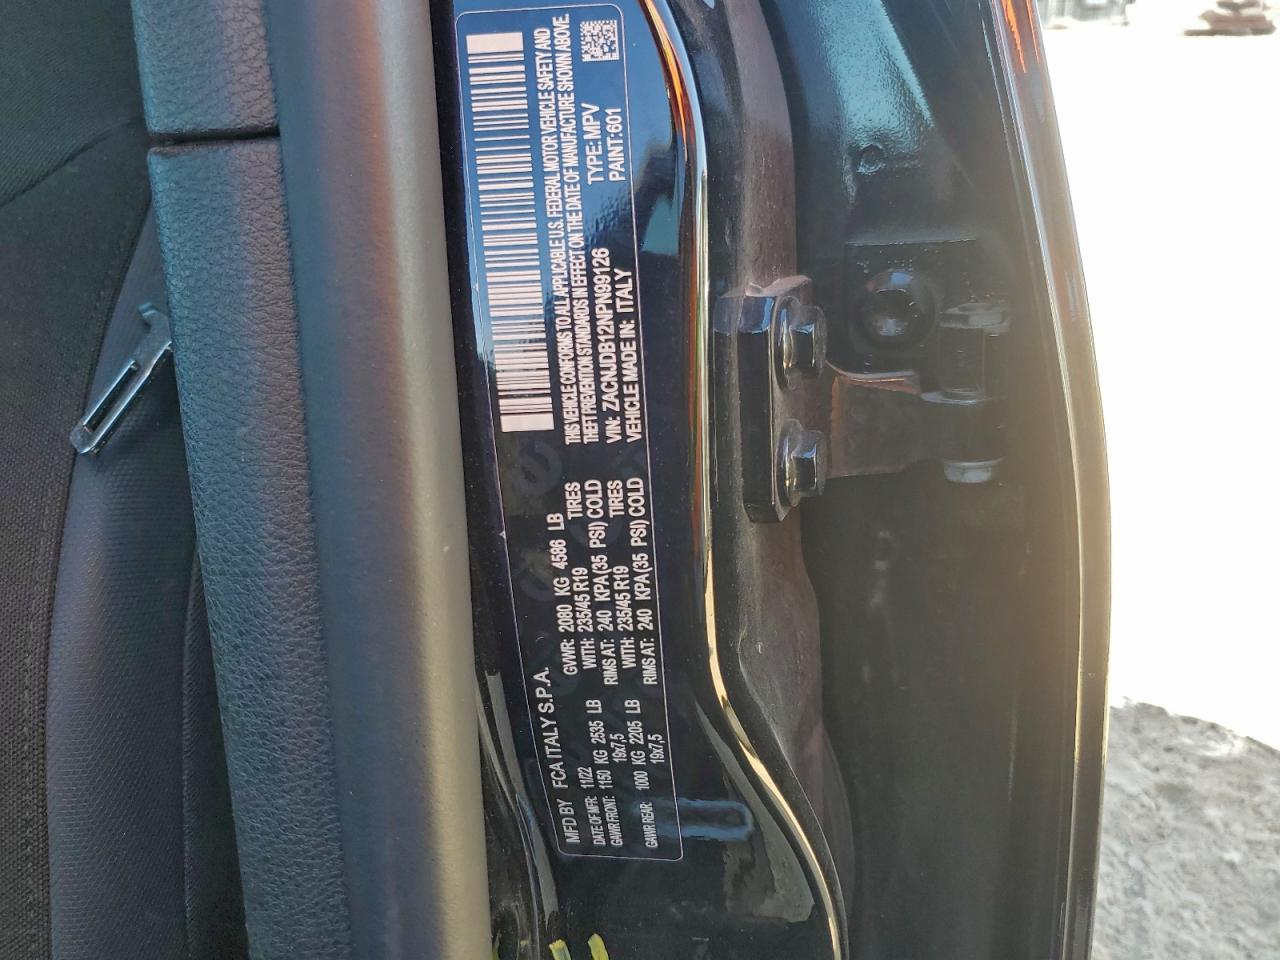 MFD BY FCA ITALY S.P.A.
DATE OF MFR: 11/22 GVWR: 2080 KG 4586 LB
GAWR FRONT: 1150 KG 2535 LB WITH: 235/45 R19 TIRES
19x7,5 RIMS AT: 240 KPA(35 PSI) COLD
GAWR REAR: 1000 KG 2205 LB WITH: 235/45 R19 TIRES
19x7,5 RIMS AT: 240 KPA(35 PSI) COLD
THIS VEHICLE CONFORMS TO ALL APPLICABLE U.S. FEDERAL MOTOR VEHICLE SAFETY AND
THEFT PREVENTION STANDARDS IN EFFECT ON THE DATE OF MANUFACTURE SHOWN ABOVE.
VIN: ZACNJDB12NPN99126 TYPE: MPV
VEHICLE MADE IN: ITALY PAINT: 601